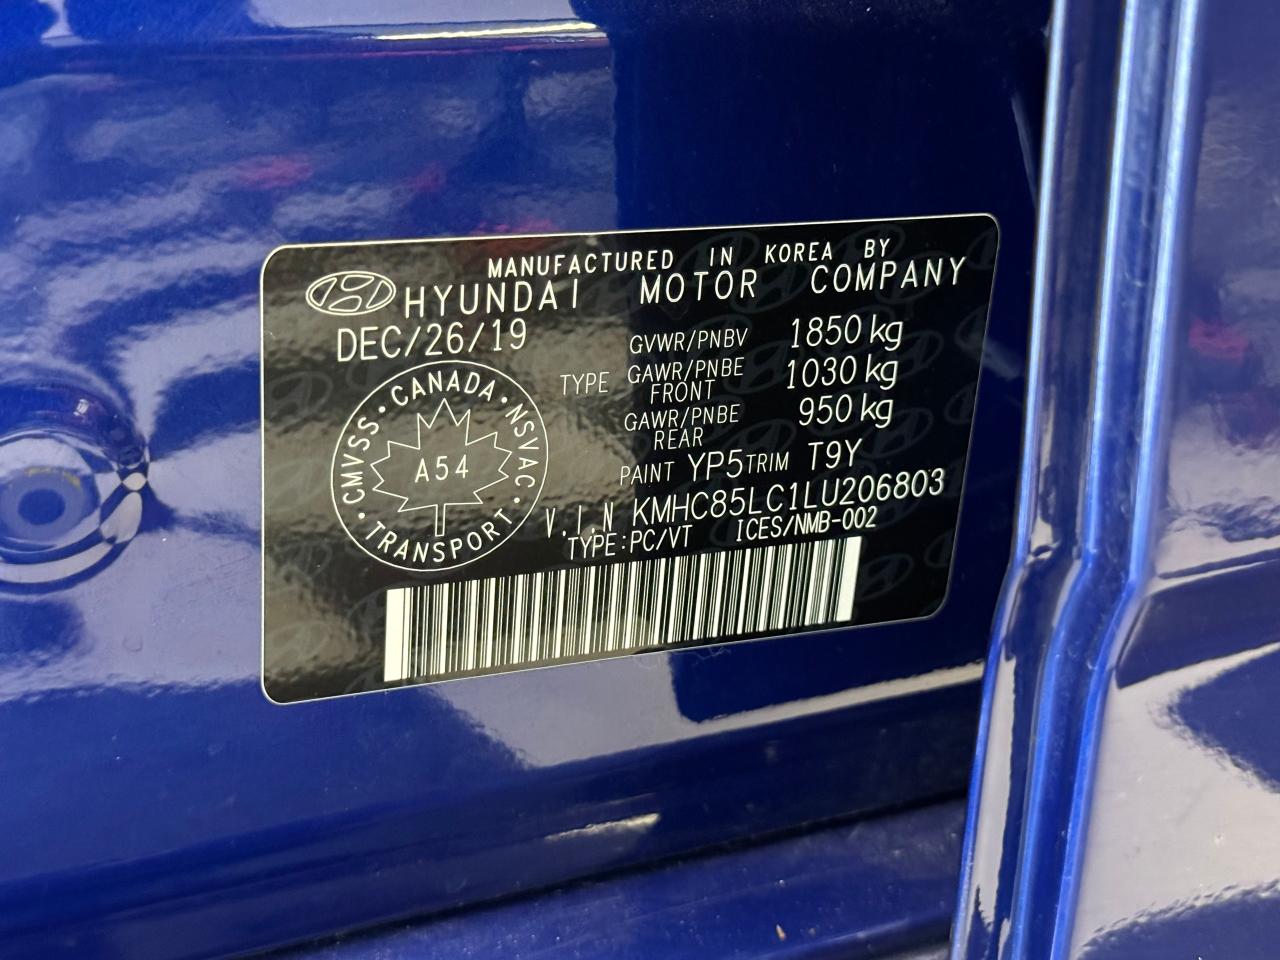 MANUFACTURED IN KOREA BY
HYUNDAI MOTOR COMPANY
DEC/26/19
GVWR/PNBV 1850 kg
TYPE GAWR/PNBE FRONT 1030 kg
GAWR/PNBE REAR 950 kg
PAINT YP5 TRIM T9Y
V.I.N KMHC85LC1LU206803
TYPE:PC/VT ICES/NMB-002
CMVSS · CANADA · NSVAC · TRANSPORT ·
A54